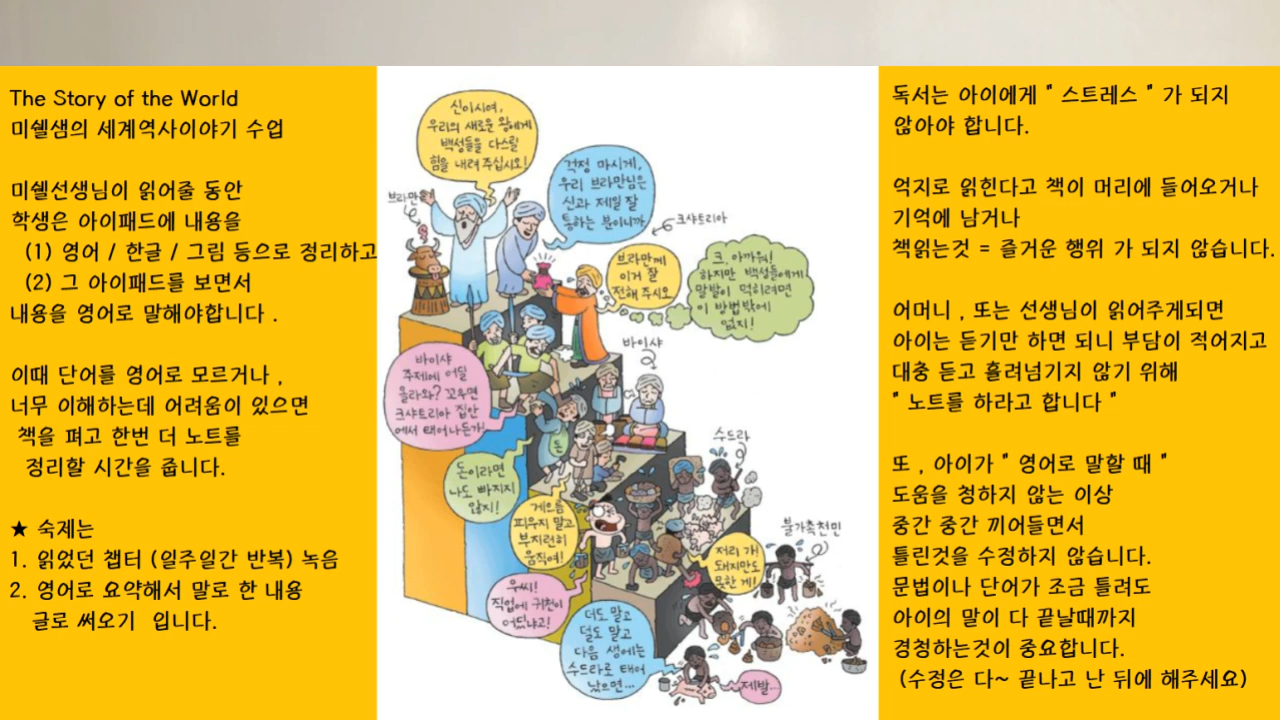 The Story of the World
미쉘샘의 세계역사이야기 수업
미쉘선생님이 읽어줄 동안
학생은 아이패드에 내용을
(1) 영어 / 한글 / 그림 등으로 정리하고
(2) 그 아이패드를 보면서
내용을 영어로 말해야합니다 .
이때 단어를 영어로 모르거나 ,
너무 이해하는데 어려움이 있으면
책을 펴고 한번 더 노트를
정리할 시간을 줍니다.
★ 숙제는
1. 읽었던 챕터 (일주일간 반복) 녹음
2. 영어로 요약해서 말로 한 내용
글로 써오기 입니다.
신이시여,
우리의 새로운 왕에게
백성들을 다스릴
힘을 내려 주십시오!
걱정 마시게,
우리 브라만님은
신과 제일 잘
통하는 분이니까
브라만
크샤트리아
브라만께
이거 잘
전해 주시오
크, 아까워!
하지만 백성들에게
말발이 먹히려면
이 방법밖에
없지!
바이샤
바이샤
주제에 어딜
올라와? 꼬우면
크샤트리아 집안
에서 태어나든가!
돈
수드라
돈이라면
나도 빠지지
않지!
게으름
피우지 말고
부지런히
움직여!
불가촉천민
저리 가!
돼지만도
못한 게!
우씨!
직업에 귀천이
어딨냐고!
더도 말고
덜도 말고
다음 생에는
수드라로 태어
났으면…
제발…
독서는 아이에게 " 스트레스 " 가 되지
않아야 합니다.
억지로 읽힌다고 책이 머리에 들어오거나
기억에 남거나
책읽는것 = 즐거운 행위 가 되지 않습니다.
어머니 , 또는 선생님이 읽어주게되면
아이는 듣기만 하면 되니 부담이 적어지고
대충 듣고 흘려넘기지 않기 위해
" 노트를 하라고 합니다 "
또 , 아이가 " 영어로 말할 때 "
도움을 청하지 않는 이상
중간 중간 끼어들면서
틀린것을 수정하지 않습니다.
문법이나 단어가 조금 틀려도
아이의 말이 다 끝날때까지
경청하는것이 중요합니다.
(수정은 다~ 끝나고 난 뒤에 해주세요)